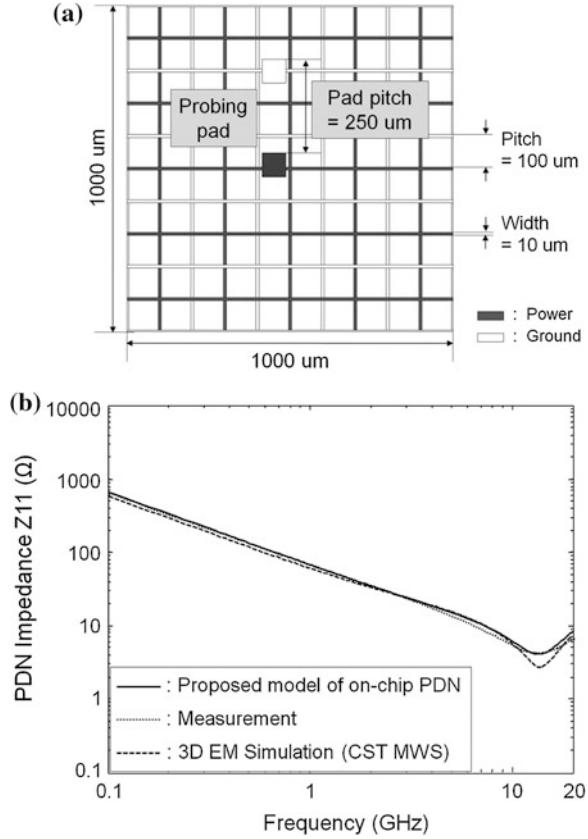 (a)
Probing
pad
Pad pitch
= 250 um
Pitch
= 100 um
Width
= 10 um
1000 um
: Power
: Ground
1000 um
(b)
10000
1000
100
10
1
0.1
PDN Impedance Z11 (Ω)
: Proposed model of on-chip PDN
: Measurement
: 3D EM Simulation (CST MWS)
0.1
1
10
20
Frequency (GHz)